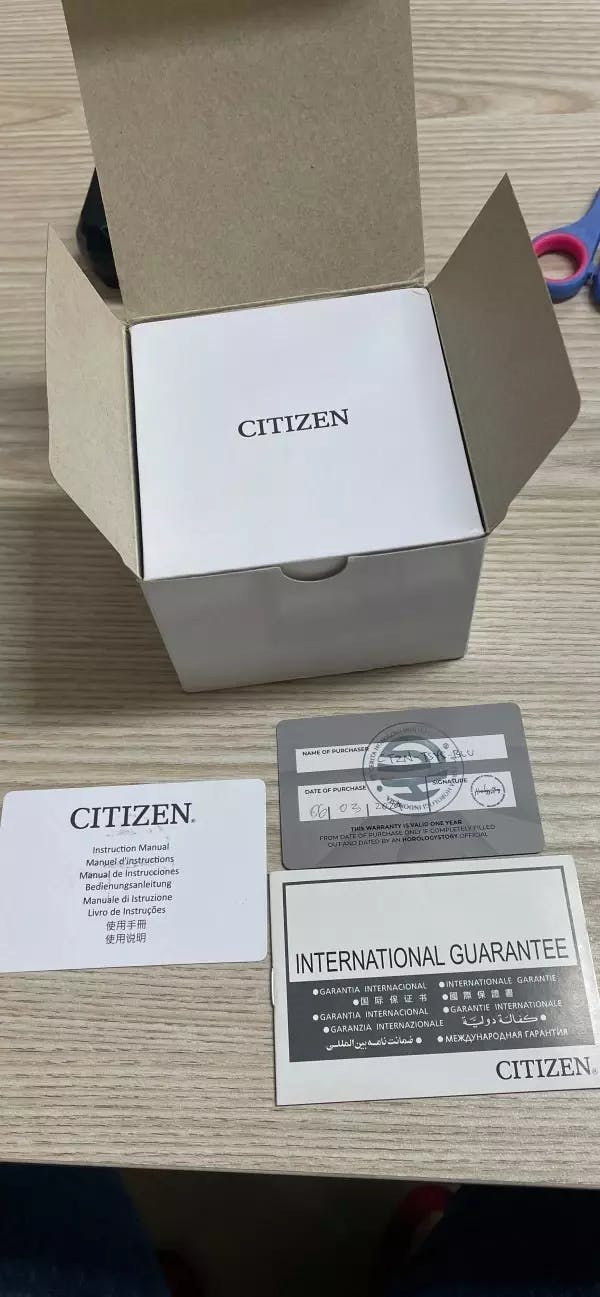 CITIZEN
NAME OF PURCHASER
DATE OF PURCHASE
SIGNATURE
03
THIS WARRANTY IS VALID ONE YEAR
FROM DATE OF PURCHASE ONLY IF COMPLETELY FILLED
OUT AND DATED BY AN HOROLOGYSTORY OFFICIAL
CITIZEN®
Instruction Manual
Manuel d'instructions
Manual de Instrucciones
Bedienungsanleitung
Manuale di Istruzione
Livro de Instruções
使用手冊
使用说明
INTERNATIONAL GUARANTEE
●GARANTIA INTERNACIONAL ●INTERNATIONALE GARANTIE
●国际保证书 ●國際保證書
●GARANTIA INTERNACIONAL ●GARANTIE INTERNATIONALE
●GARANZIA INTERNAZIONALE ●كفالة دولية
●ضمانت نامه بين المللى ●МЕЖДУНАРОДНАЯ ГАРАНТИЯ
CITIZEN®